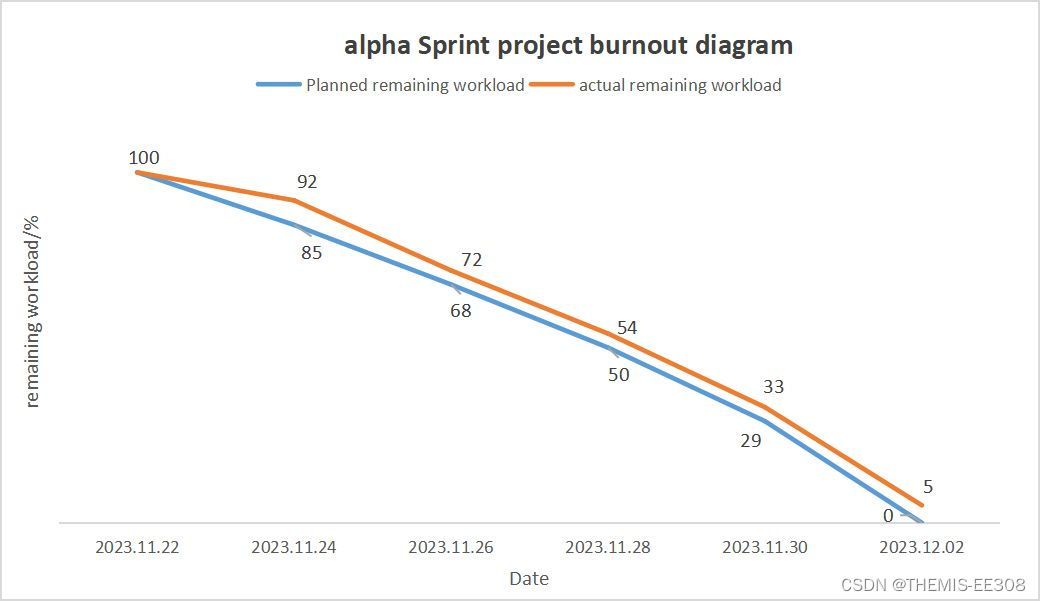 alpha Sprint project burnout diagram
Planned remaining workload actual remaining workload
100
92
85
72
68
54
50
33
29
5
0
remaining workload/%
2023.11.22 2023.11.24 2023.11.26 2023.11.28 2023.11.30 2023.12.02
Date
CSDN @THEMIS-EE308